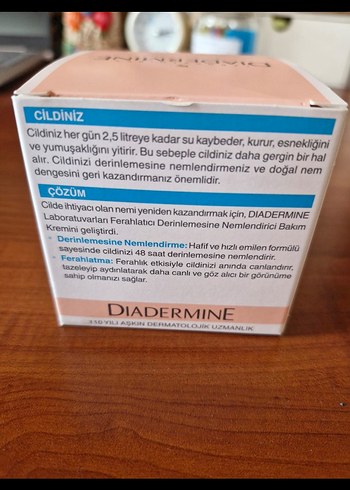 DIADERMINE
CİLDİNİZ
Cildiniz her gün 2,5 litreye kadar su kaybeder, kurur, esnekliğini
ve yumuşaklığını yitirir. Bu sebeple cildiniz daha gergin bir hal
alır. Cildinizi derinlemesine nemlendirmeniz ve doğal nem
dengesini geri kazandırmanız önemlidir.
ÇÖZÜM
Cilde ihtiyacı olan nemi yeniden kazandırmak için, DIADERMINE
Laboratuvarları Ferahlatıcı Derinlemesine Nemlendirici Bakım
Kremini geliştirdi.
· Derinlemesine Nemlendirme: Hafif ve hızlı emilen formülü
sayesinde cildinizi 48 saat derinlemesine nemlendirir.
· Ferahlatma: Ferahlık etkisiyle cildinizi anında canlandırır,
tazeleyip aydınlatarak daha canlı ve göz alıcı bir görünüme
sahip olmanızı sağlar.
DIADERMINE
110 YILI AŞKIN DERMATOLOJİK UZMANLIK